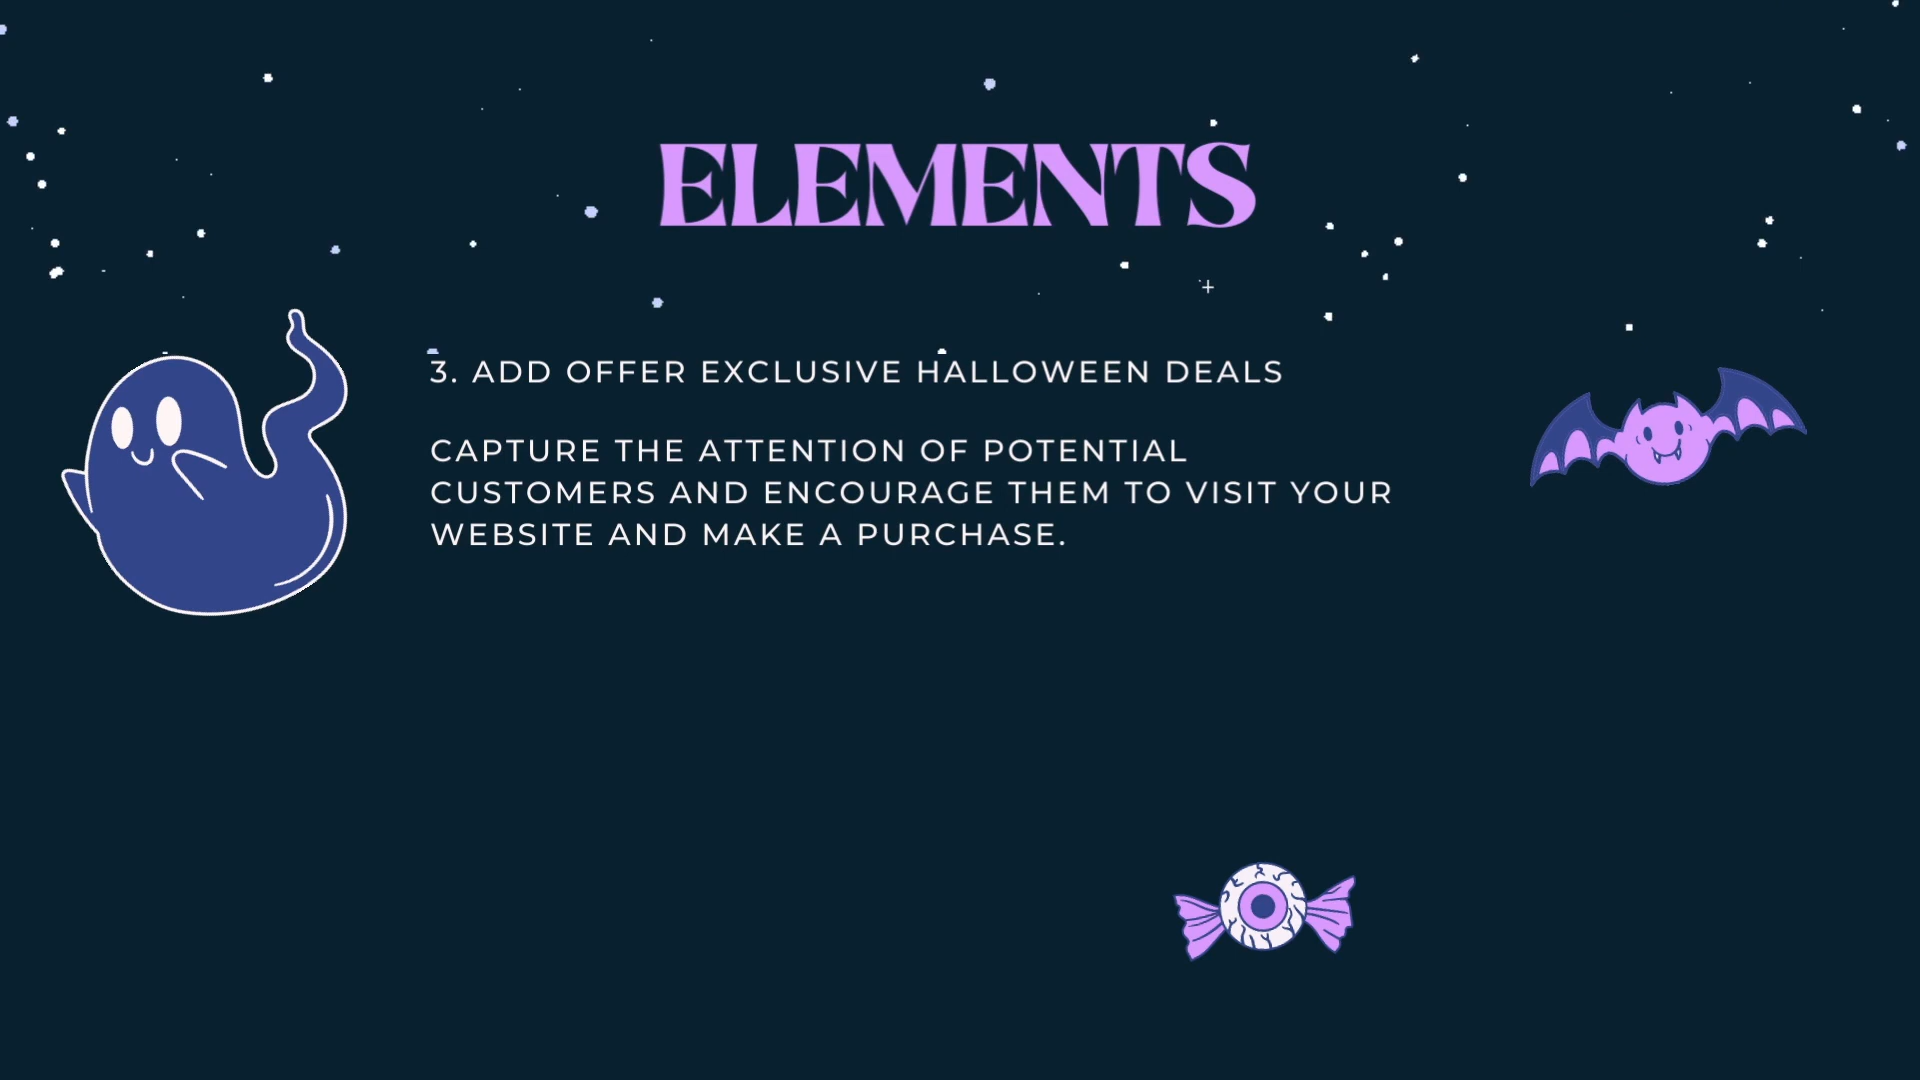 ELEMENTS
3. ADD OFFER EXCLUSIVE HALLOWEEN DEALS
CAPTURE THE ATTENTION OF POTENTIAL
CUSTOMERS AND ENCOURAGE THEM TO VISIT YOUR
WEBSITE AND MAKE A PURCHASE.